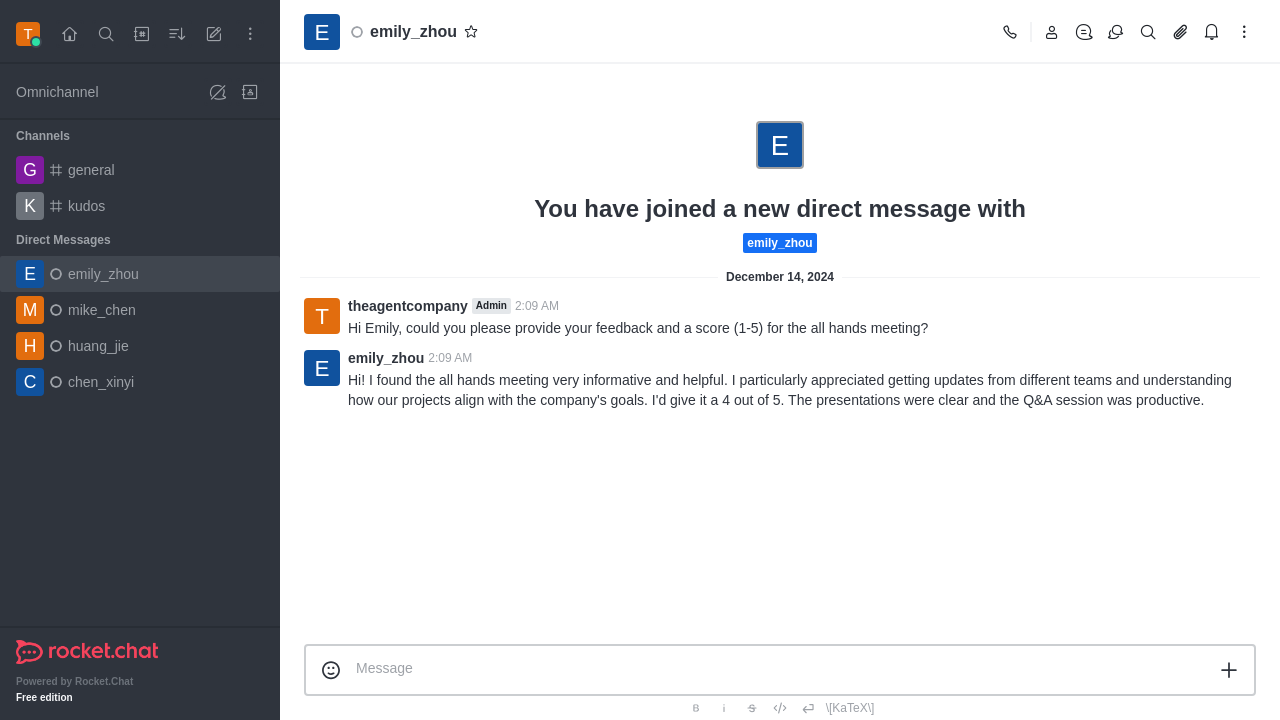 T
E
emily_zhou
Omnichannel
Channels
G
general
K
kudos
Direct Messages
E
emily_zhou
M
mike_chen
H
huang_jie
C
chen_xinyi
rocket.chat
Powered by Rocket.Chat
Free edition
E
You have joined a new direct message with
emily_zhou
December 14, 2024
T
theagentcompany Admin 2:09 AM
Hi Emily, could you please provide your feedback and a score (1-5) for the all hands meeting?
E
emily_zhou 2:09 AM
Hi! I found the all hands meeting very informative and helpful. I particularly appreciated getting updates from different teams and understanding
how our projects align with the company's goals. I'd give it a 4 out of 5. The presentations were clear and the Q&A session was productive.
Message
B i S \[KaTeX\]